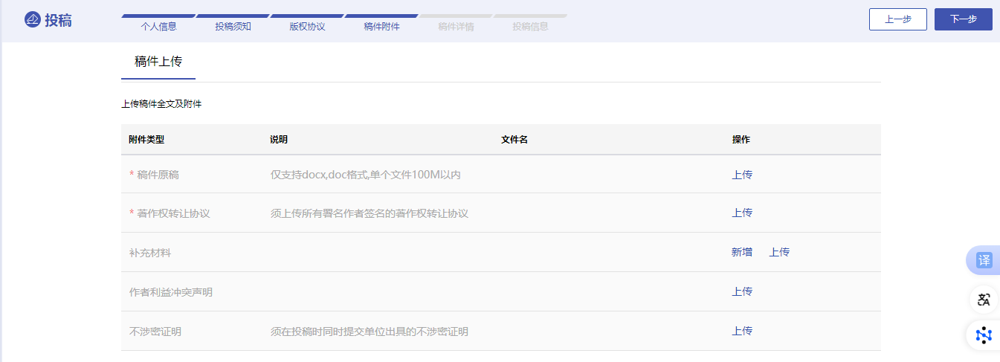 投稿
个人信息 投稿须知 版权协议 稿件附件 稿件详情 投稿信息
上一步 下一步
稿件上传
上传稿件全文及附件
附件类型 说明 文件名 操作
* 稿件原稿 仅支持docx,doc格式,单个文件100M以内 上传
* 著作权转让协议 须上传所有署名作者签名的著作权转让协议 上传
补充材料 新增 上传
作者利益冲突声明 上传
不涉密证明 须在投稿时同时提交单位出具的不涉密证明 上传
译
文A